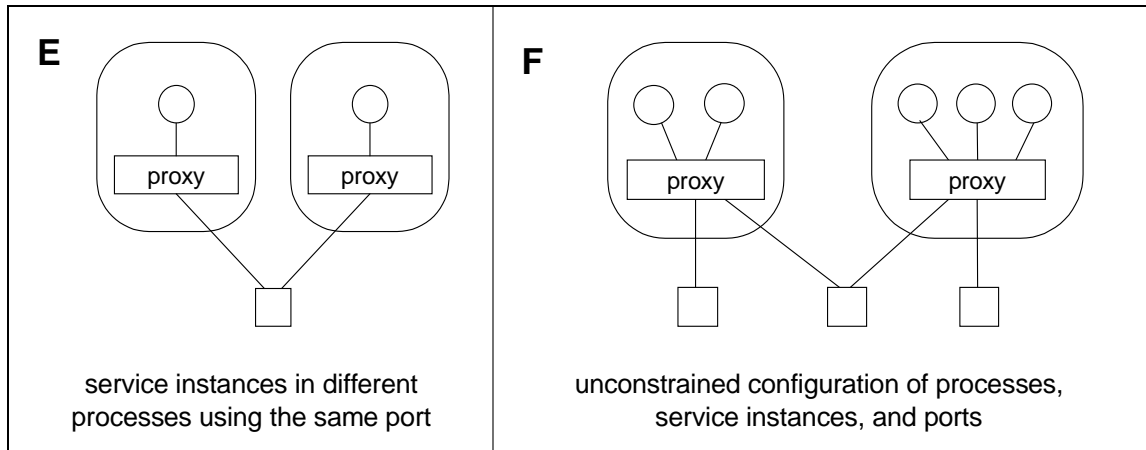 E
proxy
proxy
service instances in different
processes using the same port
F
proxy
proxy
unconstrained configuration of processes,
service instances, and ports